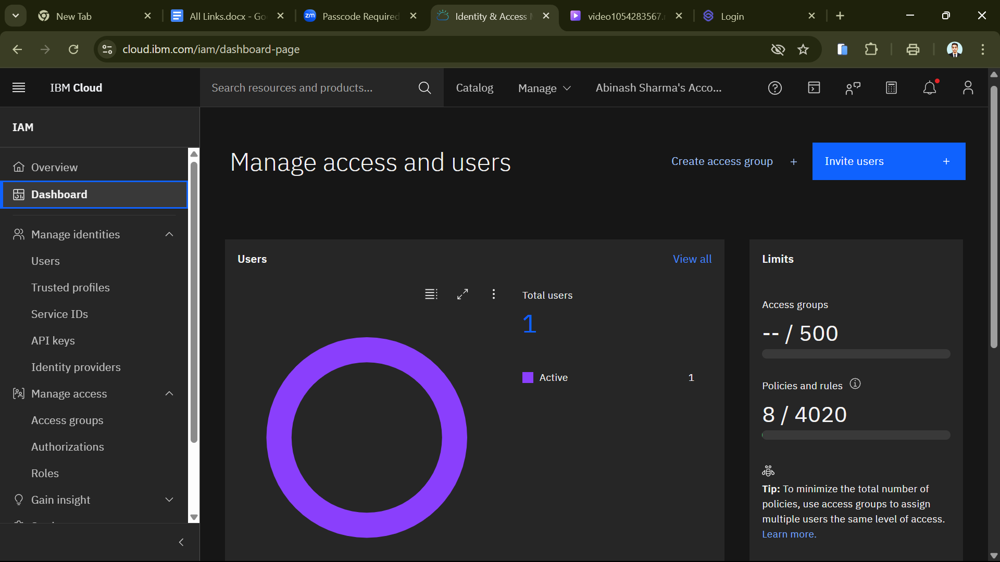 New Tab
All Links.docx - Go
zm
Passcode Required
Identity & Access
video1054283567.
Login
cloud.ibm.com/iam/dashboard-page
IBM Cloud
Search resources and products...
Catalog
Manage
Abinash Sharma's Acco...
IAM
Overview
Dashboard
Manage identities
Users
Trusted profiles
Service IDs
API keys
Identity providers
Manage access
Access groups
Authorizations
Roles
Gain insight
Manage access and users
Create access group +
Invite users +
Users
View all
Total users
1
Active 1
Limits
Access groups
-- / 500
Policies and rules
8 / 4020
Tip: To minimize the total number of
policies, use access groups to assign
multiple users the same level of access.
Learn more.